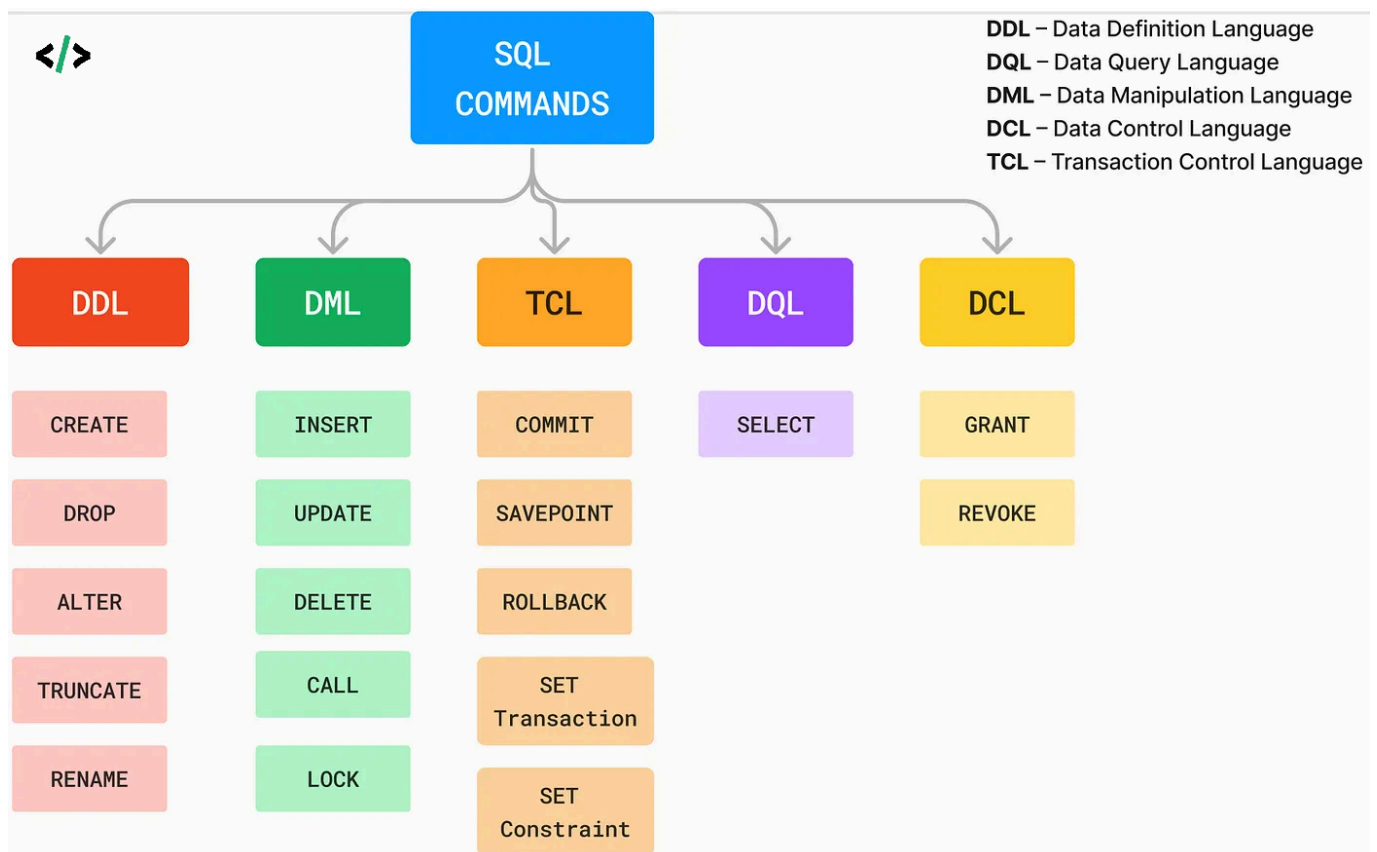 </>
SQL
COMMANDS
DDL – Data Definition Language
DQL – Data Query Language
DML – Data Manipulation Language
DCL – Data Control Language
TCL – Transaction Control Language
DDL
DML
TCL
DQL
DCL
CREATE
INSERT
COMMIT
SELECT
GRANT
DROP
UPDATE
SAVEPOINT
REVOKE
ALTER
DELETE
ROLLBACK
TRUNCATE
CALL
SET
Transaction
RENAME
LOCK
SET
Constraint